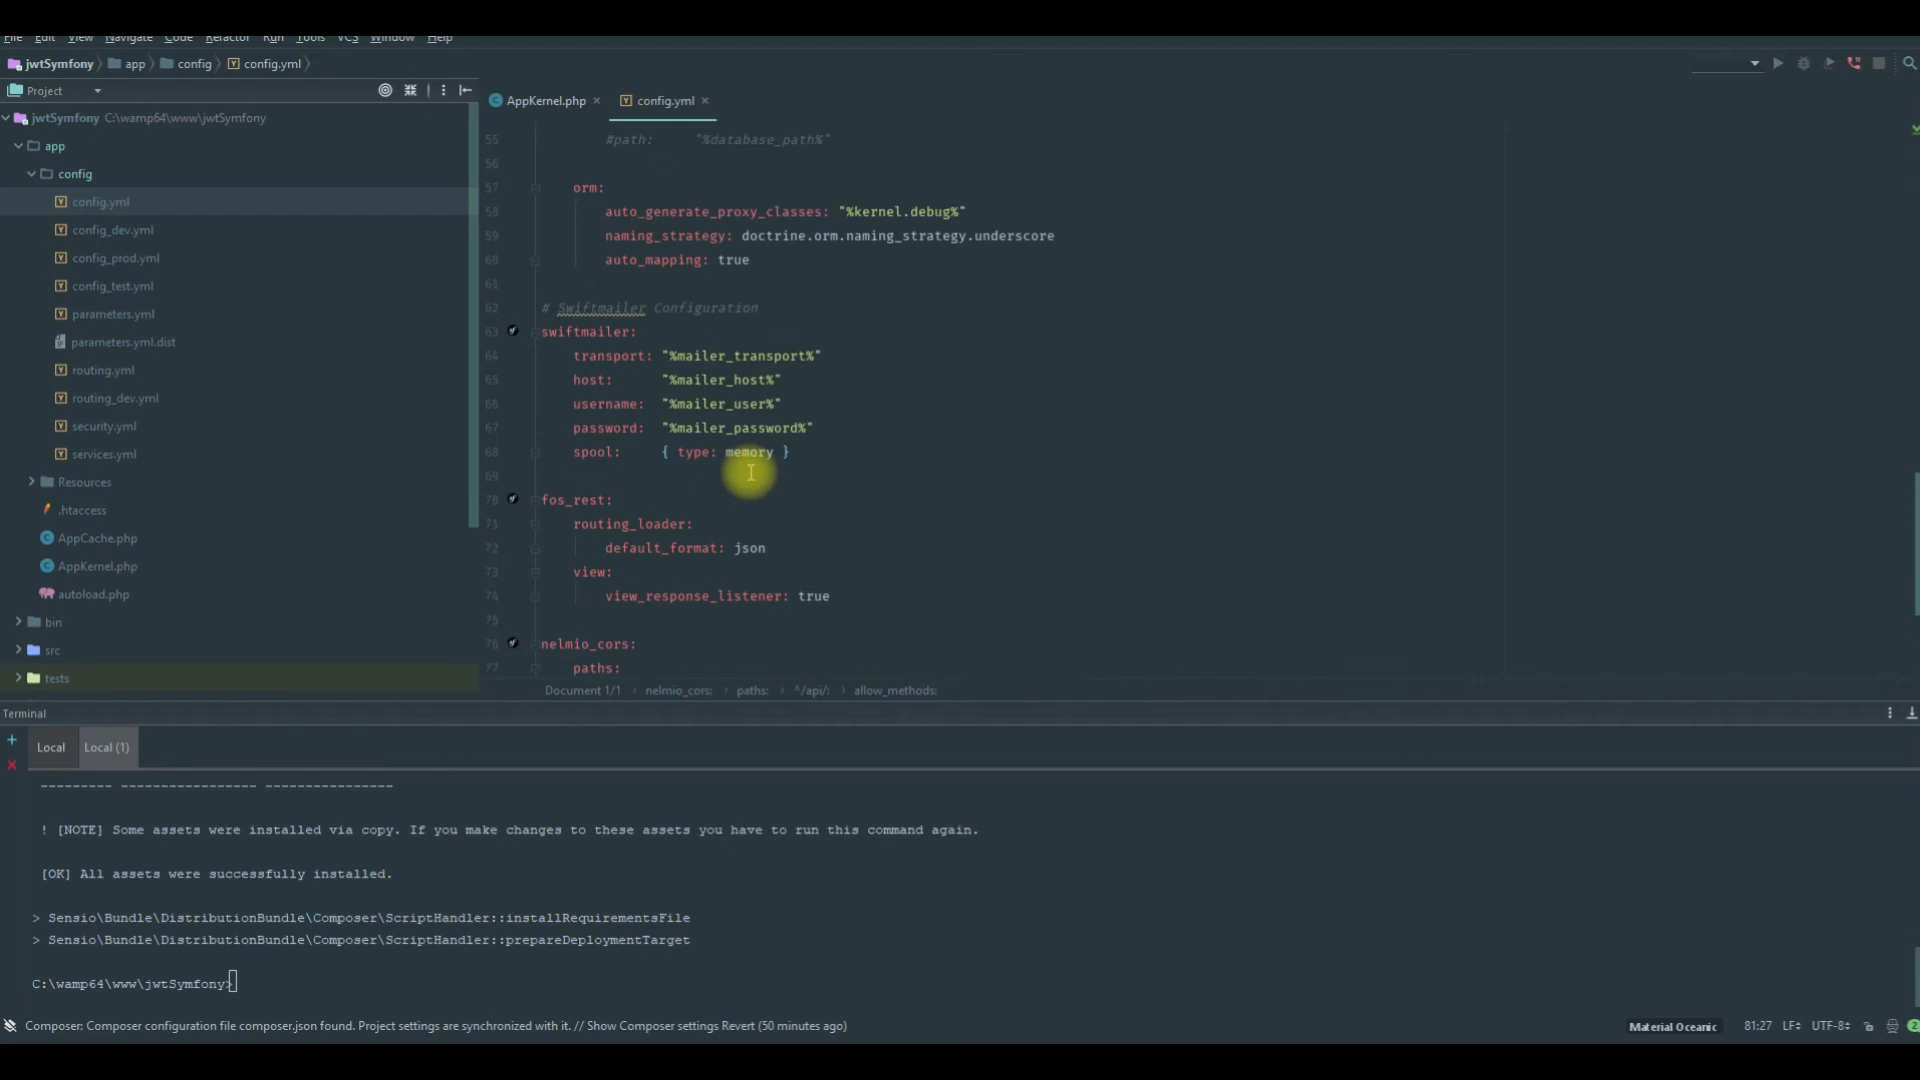 File Edit View Navigate Code Refactor Run Tools VCS Window Help
jwtSymfony app config config.yml
Project
AppKernel.php config.yml
jwtSymfony C:\wamp64\www\jwtSymfony
app
config
config.yml
config_dev.yml
config_prod.yml
config_test.yml
parameters.yml
parameters.yml.dist
routing.yml
routing_dev.yml
security.yml
services.yml
Resources
.htaccess
AppCache.php
AppKernel.php
autoload.php
bin
src
tests
55 #path: "%database_path%"
56
57 orm:
58 auto_generate_proxy_classes: "%kernel.debug%"
59 naming_strategy: doctrine.orm.naming_strategy.underscore
60 auto_mapping: true
61
62 # Swiftmailer Configuration
63 swiftmailer:
64 transport: "%mailer_transport%"
65 host: "%mailer_host%"
66 username: "%mailer_user%"
67 password: "%mailer_password%"
68 spool: { type: memory }
69
70 fos_rest:
71 routing_loader:
72 default_format: json
73 view:
74 view_response_listener: true
75
76 nelmio_cors:
77 paths:
Document 1/1 › nelmio_cors: › paths: › ^/api/: › allow_methods:
Terminal
Local Local (1)
--------- ----------------- ----------------
! [NOTE] Some assets were installed via copy. If you make changes to these assets you have to run this command again.
[OK] All assets were successfully installed.
> Sensio\Bundle\DistributionBundle\Composer\ScriptHandler::installRequirementsFile
> Sensio\Bundle\DistributionBundle\Composer\ScriptHandler::prepareDeploymentTarget
C:\wamp64\www\jwtSymfony>
Composer: Composer configuration file composer.json found. Project settings are synchronized with it. // Show Composer settings Revert (50 minutes ago)
Material Oceanic 81:27 LF UTF-8 2